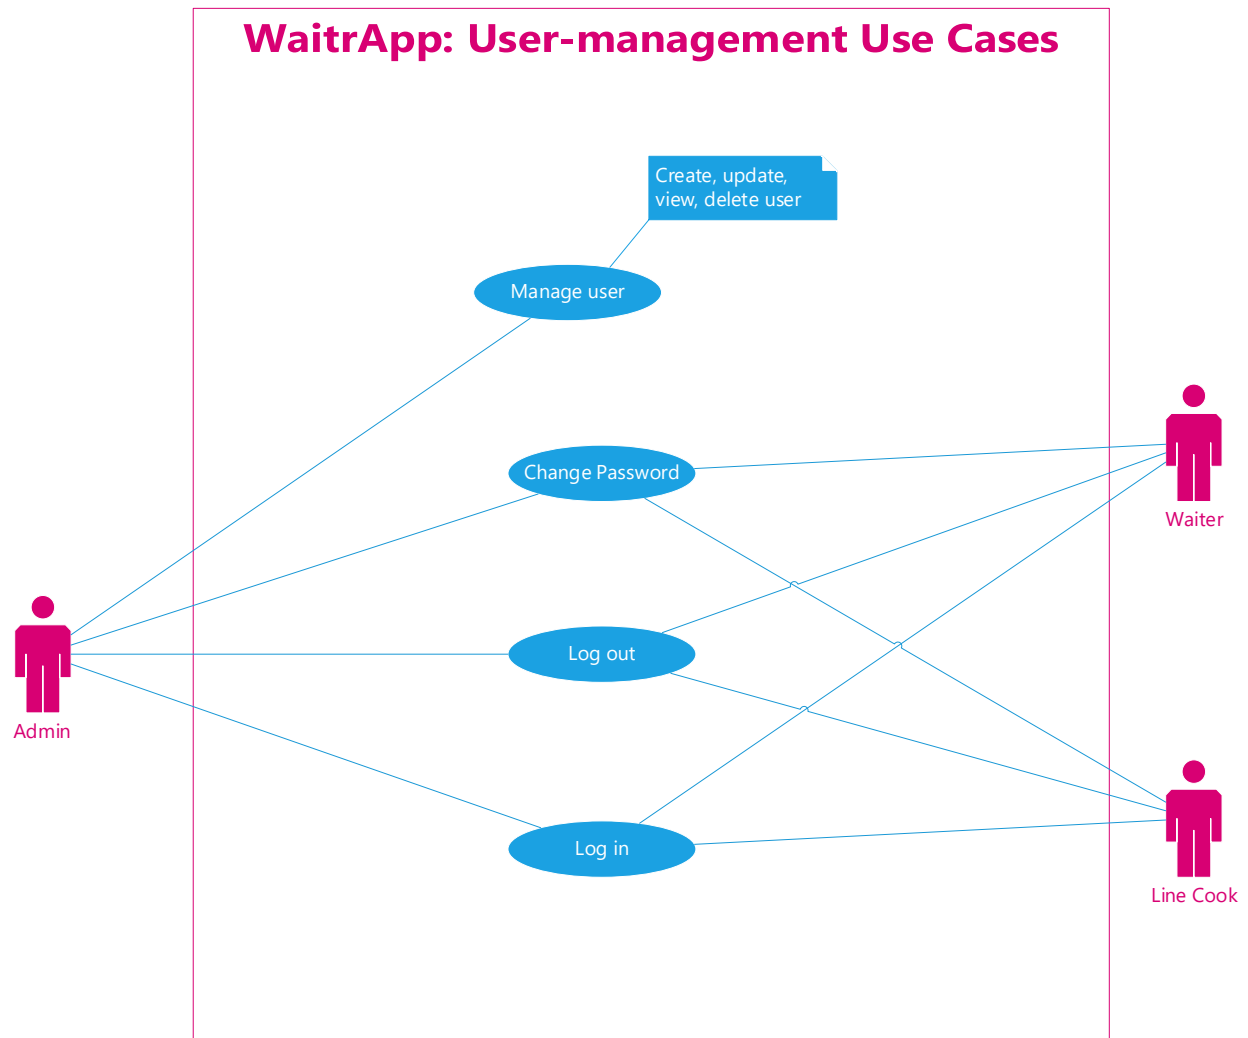 WaitrApp: User-management Use Cases
Create, update,
view, delete user
Manage user
Change Password
Waiter
Log out
Admin
Log in
Line Cook